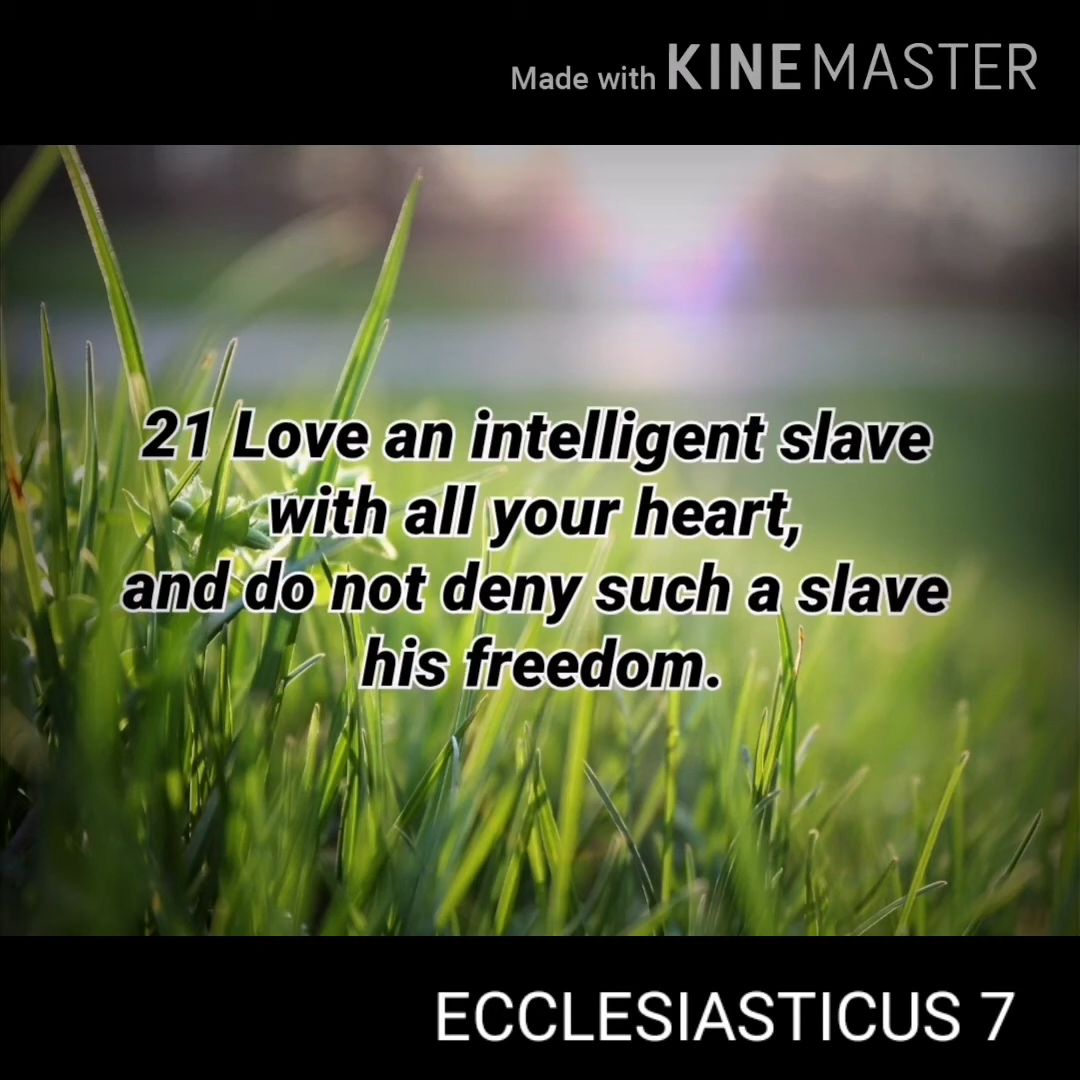 Made with KINEMASTER
21 Love an intelligent slave
with all your heart,
and do not deny such a slave
his freedom.
ECCLESIASTICUS 7